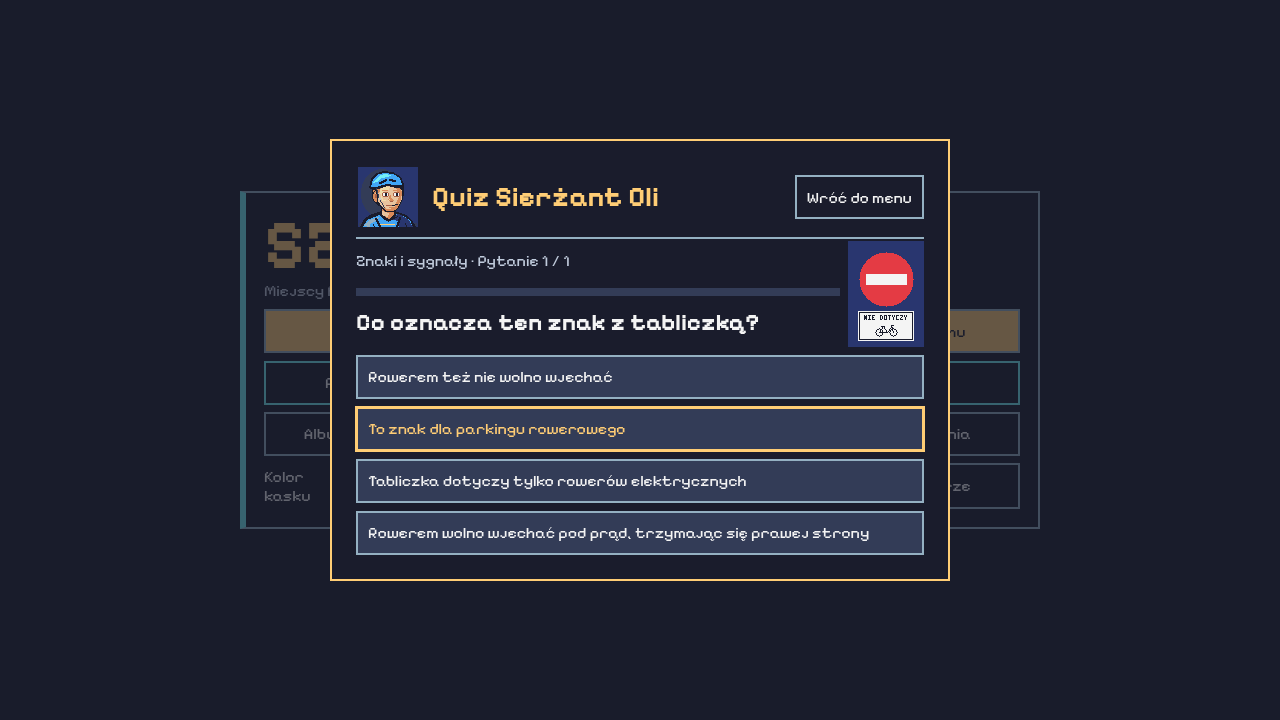 Quiz Sierżant Oli
Wróć do menu
Znaki i sygnały · Pytanie 1 / 1
NIE DOTYCZY
Co oznacza ten znak z tabliczką?
Rowerem też nie wolno wjechać
To znak dla parkingu rowerowego
Tabliczka dotyczy tylko rowerów elektrycznych
Rowerem wolno wjechać pod prąd, trzymając się prawej strony
Kolor
kasku